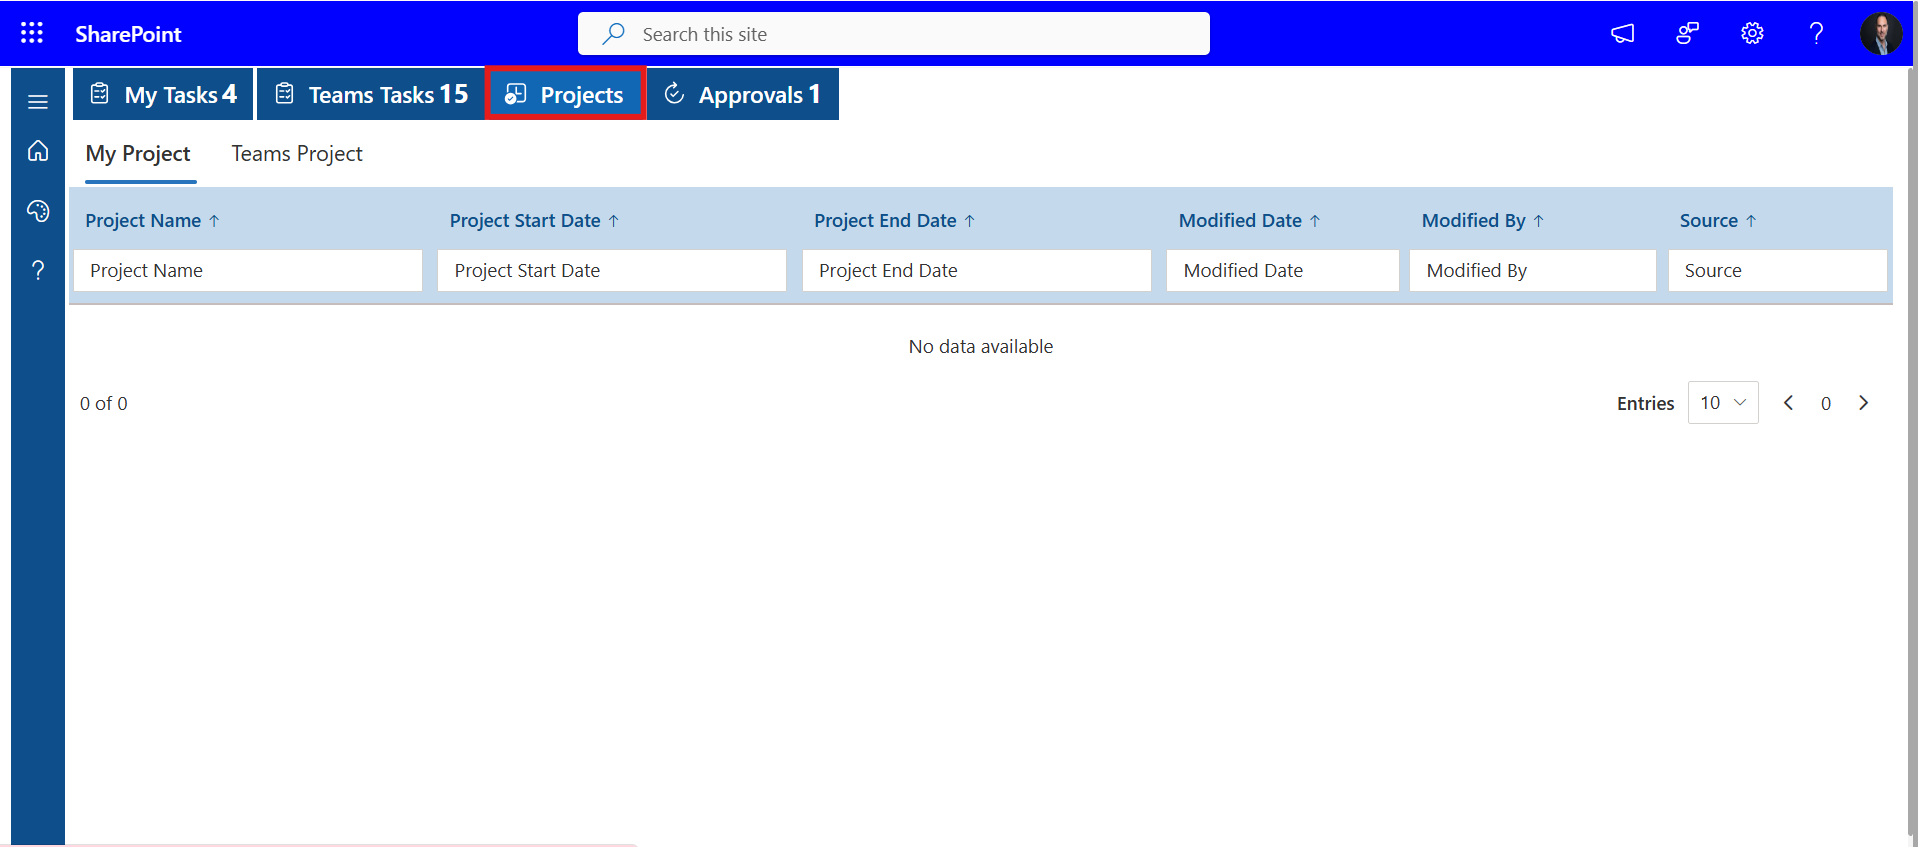 SharePoint
Search this site
My Tasks 4
Teams Tasks 15
Projects
Approvals 1
My Project
Teams Project
Project Name ↑
Project Start Date ↑
Project End Date ↑
Modified Date ↑
Modified By ↑
Source ↑
Project Name
Project Start Date
Project End Date
Modified Date
Modified By
Source
No data available
0 of 0
Entries
10
0